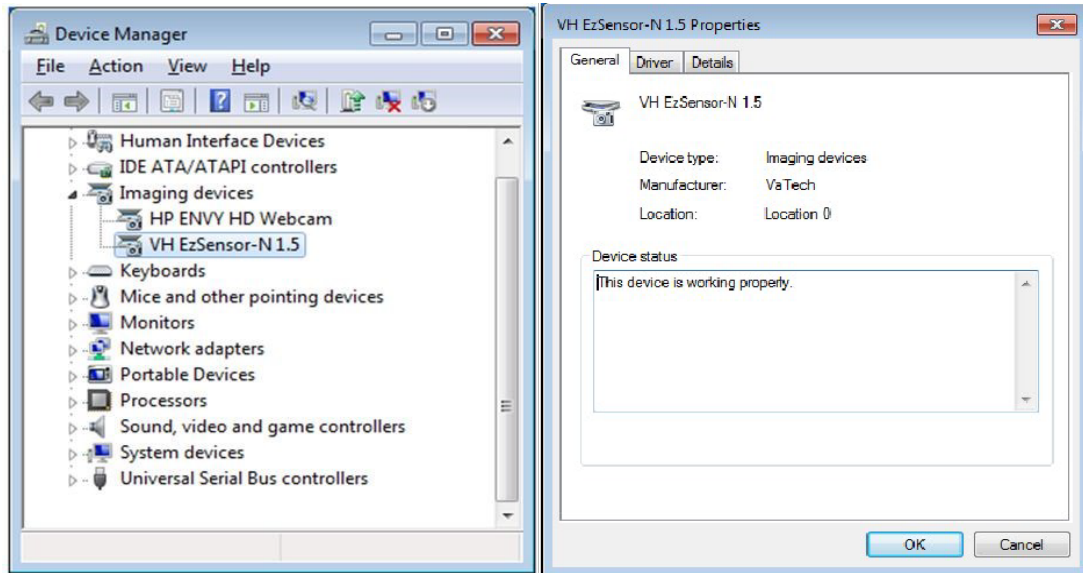 Device Manager
File Action View Help
Human Interface Devices
IDE ATA/ATAPI controllers
Imaging devices
HP ENVY HD Webcam
VH EzSensor-N 1.5
Keyboards
Mice and other pointing devices
Monitors
Network adapters
Portable Devices
Processors
Sound, video and game controllers
System devices
Universal Serial Bus controllers
VH EzSensor-N 1.5 Properties
General Driver Details
VH EzSensor-N 1.5
Device type: Imaging devices
Manufacturer: VaTech
Location: Location 0
Device status
This device is working properly.
OK Cancel